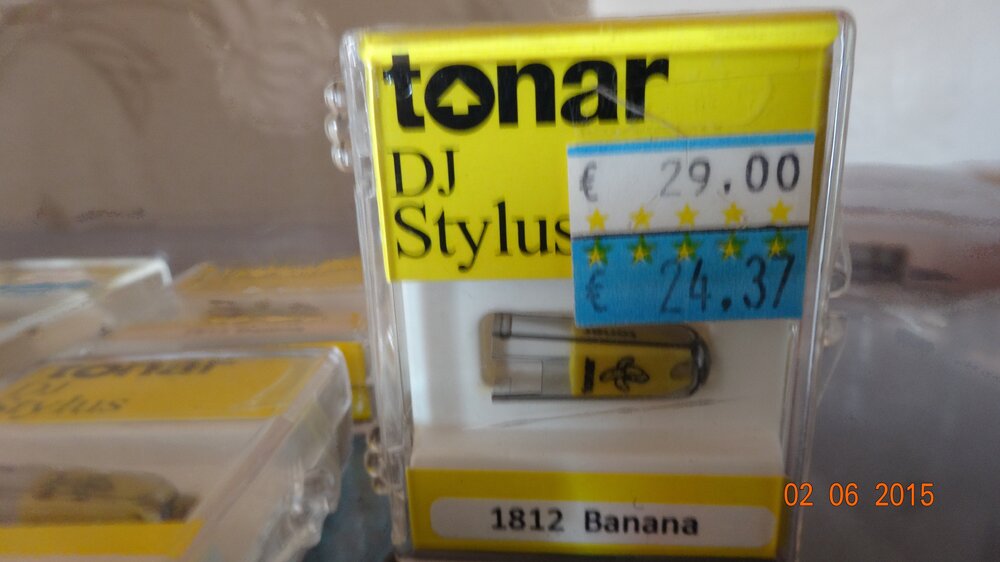 tonar
DJ
Stylus
€ 29.00
€ 24.37
1812 Banana
tonar
DJ
Stylus
02 06 2015